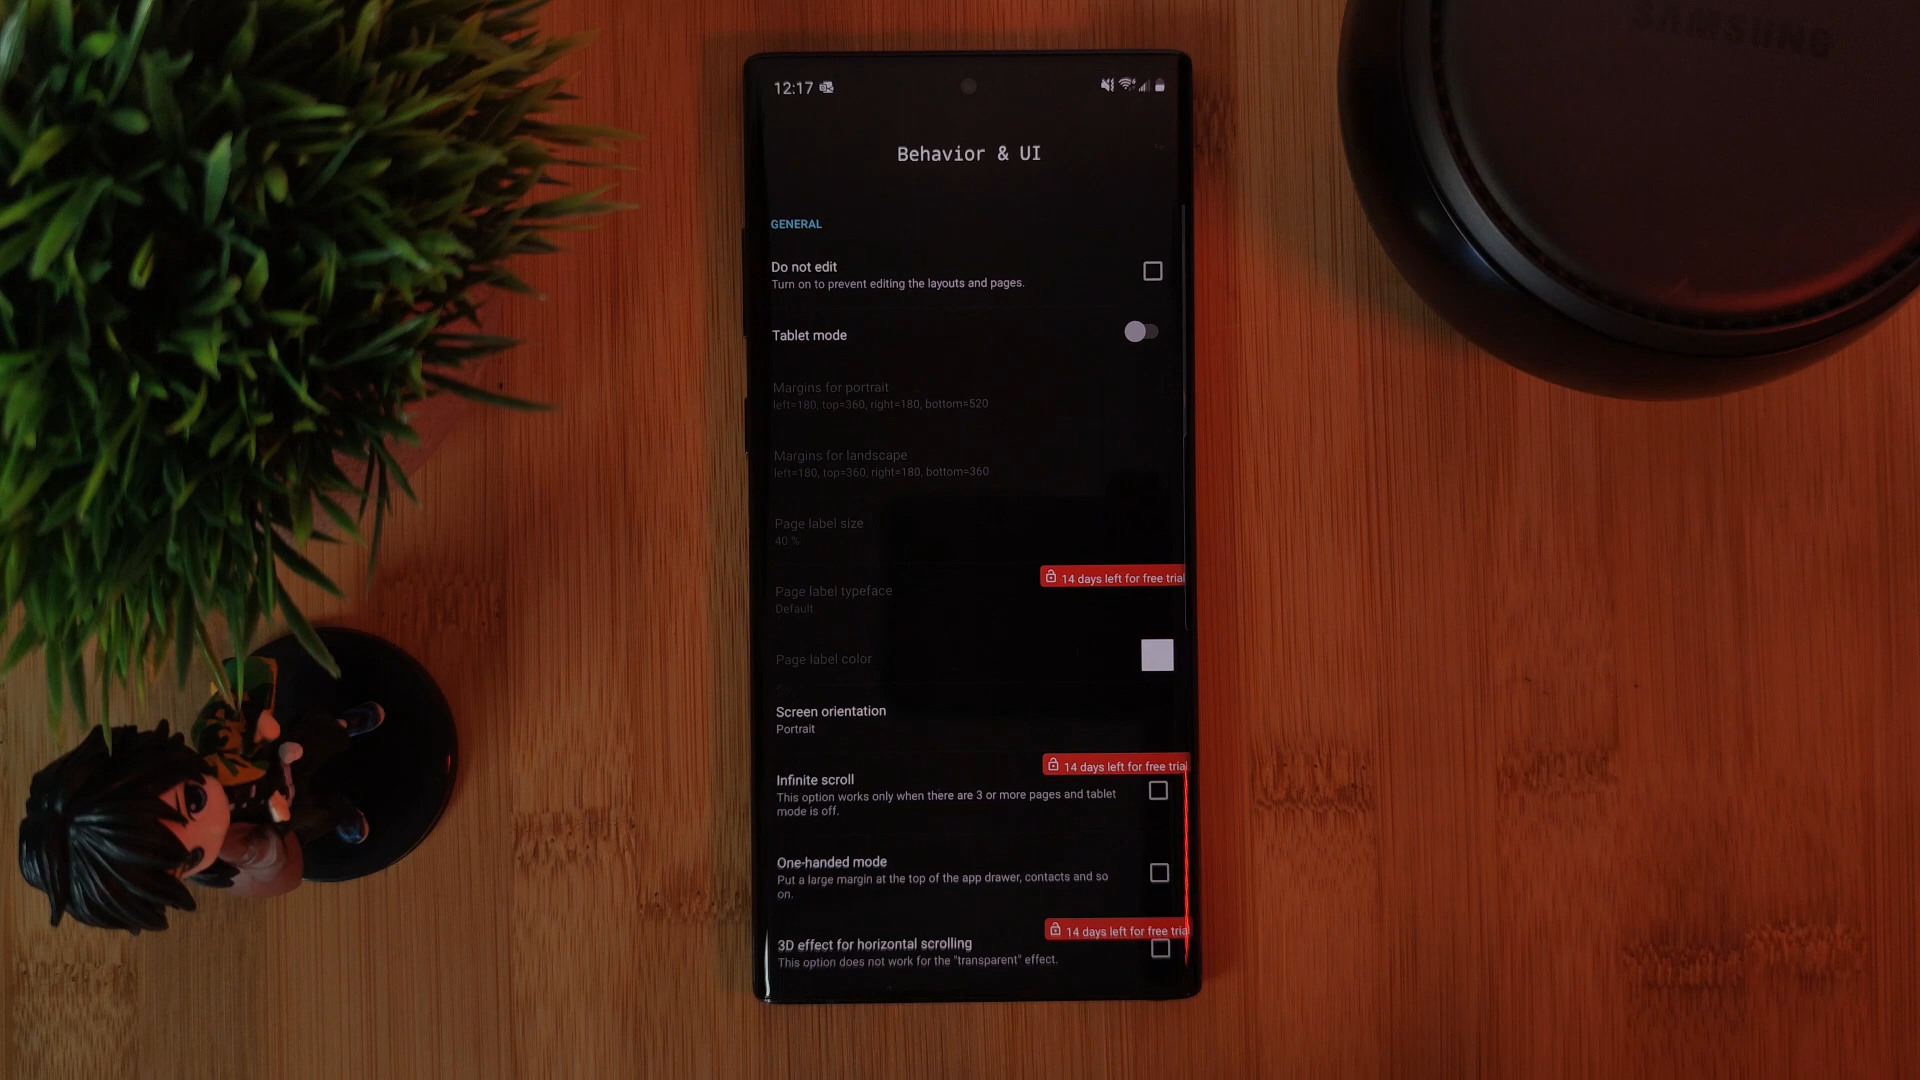 SAMSUNG
12:17
Behavior & UI
GENERAL
Do not edit
Turn on to prevent editing the layouts and pages.
Tablet mode
Margins for portrait
left=180, top=360, right=180, bottom=520
Margins for landscape
left=180, top=360, right=180, bottom=360
Page label size
40 %
14 days left for free trial
Page label typeface
Default
Page label color
Screen orientation
Portrait
14 days left for free trial
Infinite scroll
This option works only when there are 3 or more pages and tablet
mode is off.
One-handed mode
Put a large margin at the top of the app drawer, contacts and so
on.
14 days left for free trial
3D effect for horizontal scrolling
This option does not work for the "transparent" effect.